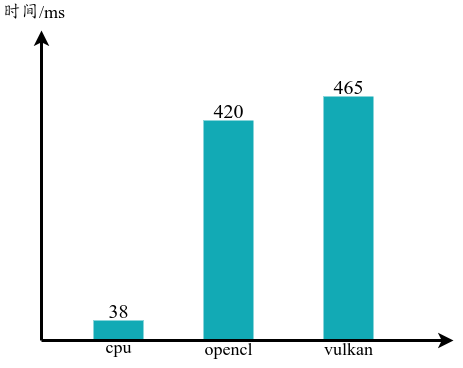 时间/ms
465
420
38
cpu
opencl
vulkan